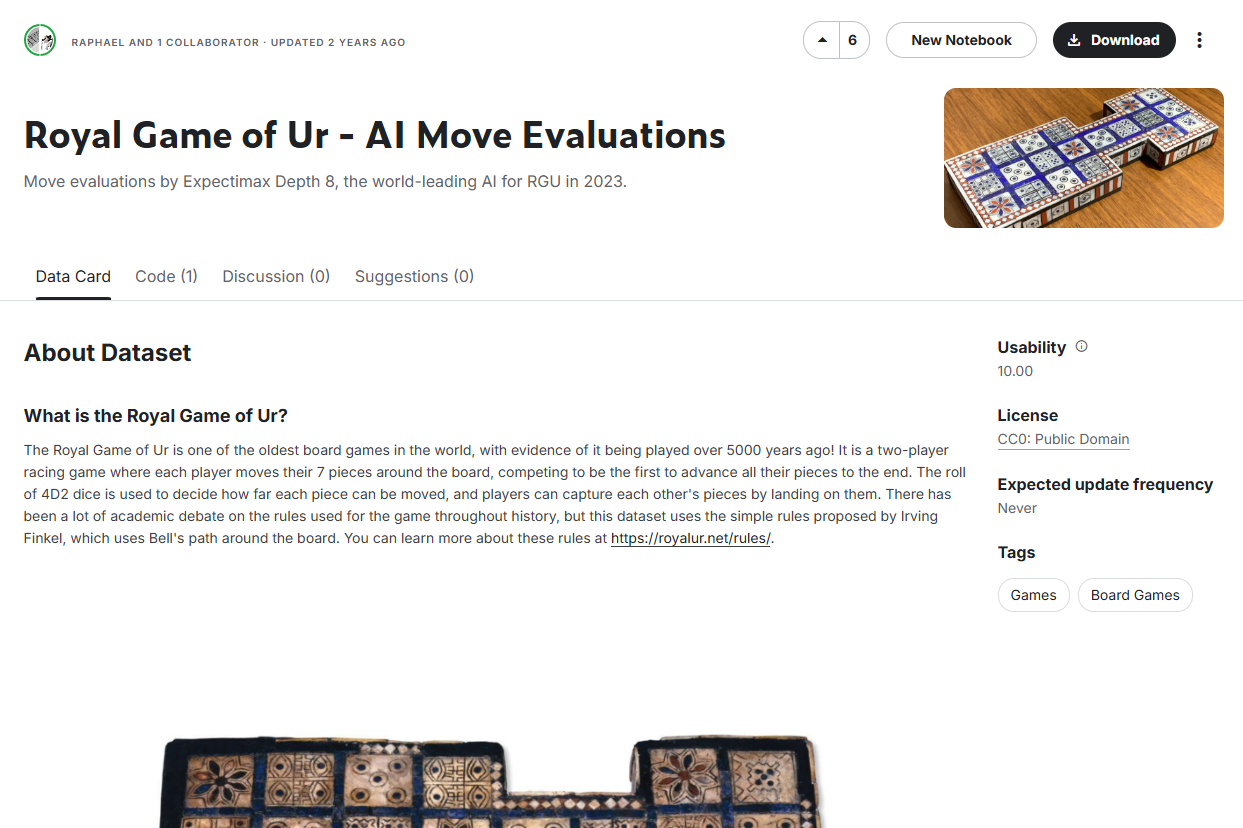 RAPHAEL AND 1 COLLABORATOR · UPDATED 2 YEARS AGO
6
New Notebook
Download
Royal Game of Ur - AI Move Evaluations
Move evaluations by Expectimax Depth 8, the world-leading AI for RGU in 2023.
Data Card
Code (1)
Discussion (0)
Suggestions (0)
About Dataset
What is the Royal Game of Ur?
The Royal Game of Ur is one of the oldest board games in the world, with evidence of it being played over 5000 years ago! It is a two-player
racing game where each player moves their 7 pieces around the board, competing to be the first to advance all their pieces to the end. The roll
of 4D2 dice is used to decide how far each piece can be moved, and players can capture each other's pieces by landing on them. There has
been a lot of academic debate on the rules used for the game throughout history, but this dataset uses the simple rules proposed by Irving
Finkel, which uses Bell's path around the board. You can learn more about these rules at https://royalur.net/rules/.
Usability
10.00
License
CC0: Public Domain
Expected update frequency
Never
Tags
Games
Board Games